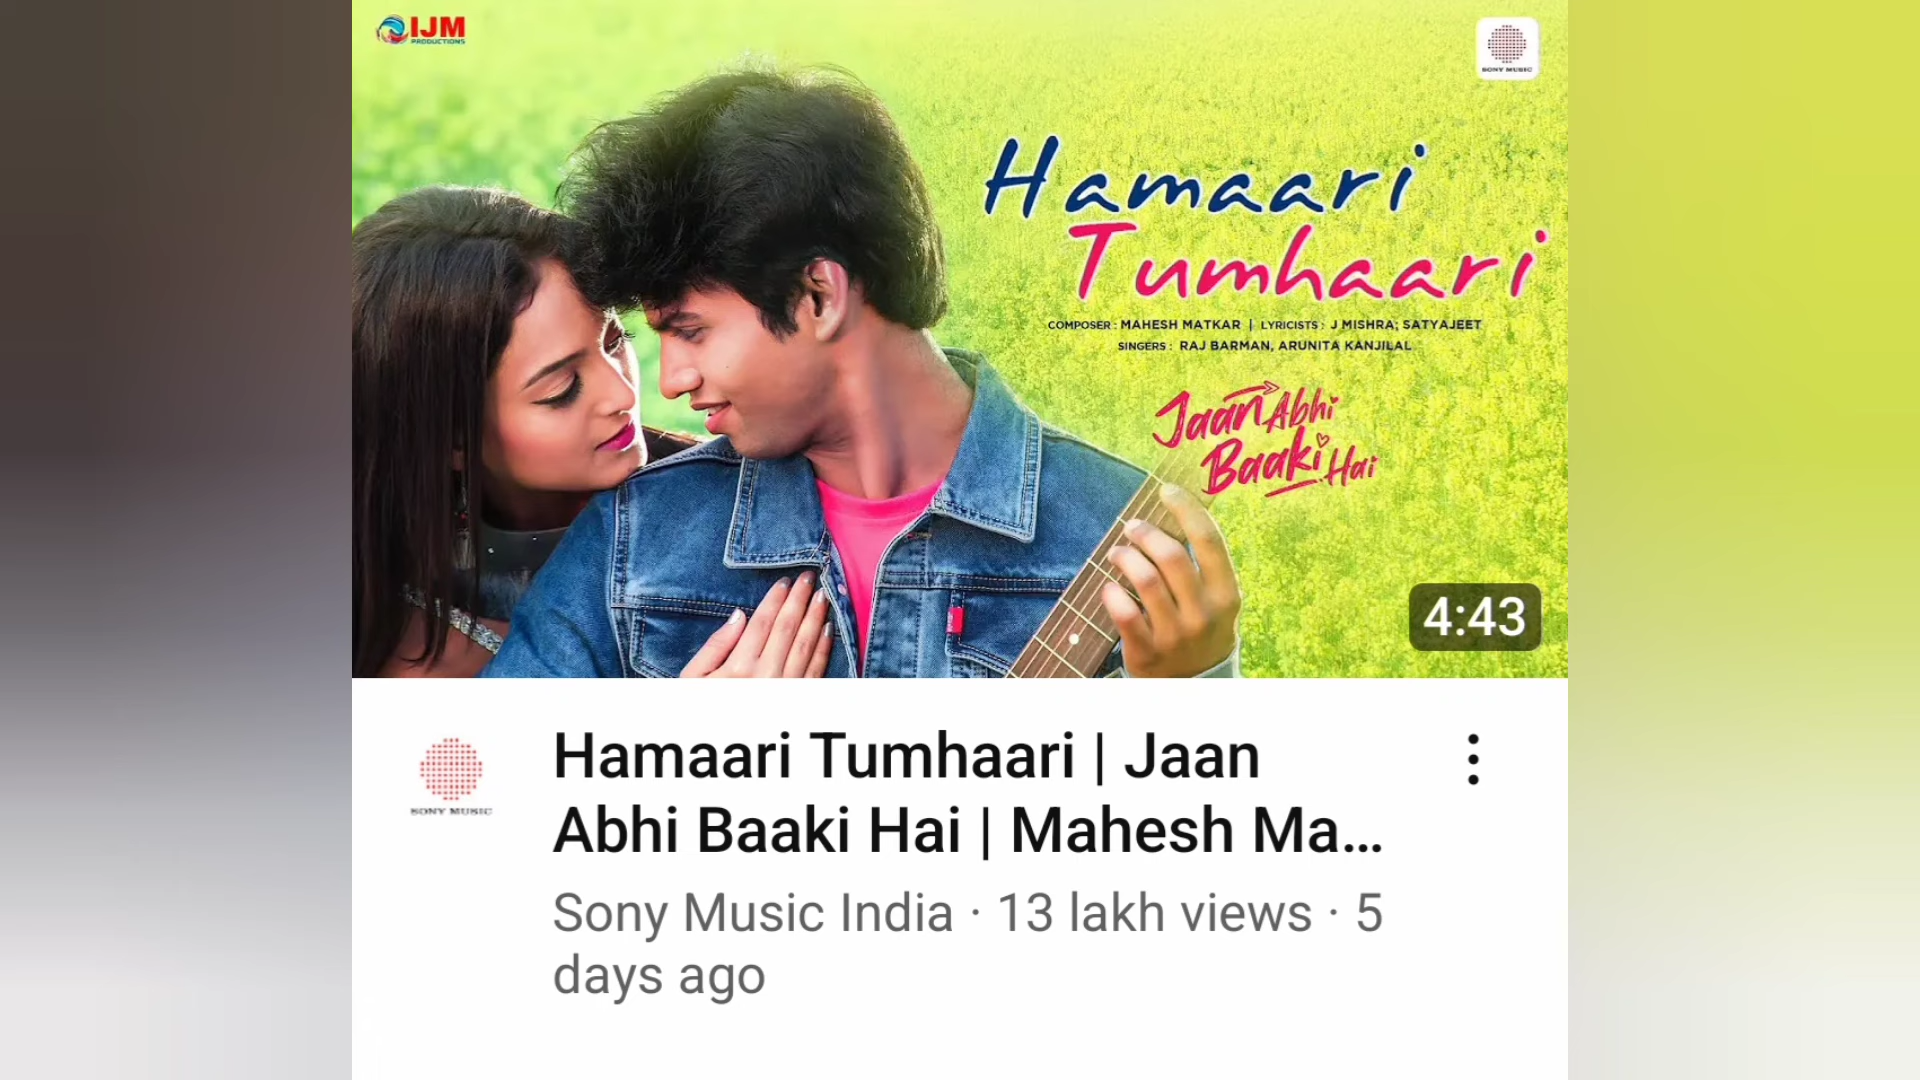 IJM
PRODUCTIONS
SONY MUSIC
Hamaari
Tumhaari
COMPOSER : MAHESH MATKAR | LYRICISTS : J MISHRA; SATYAJEET
SINGERS : RAJ BARMAN, ARUNITA KANJILAL
Jaan Abhi
Baaki Hai
4:43
SONY MUSIC
Hamaari Tumhaari | Jaan
Abhi Baaki Hai | Mahesh Ma...
Sony Music India · 13 lakh views · 5
days ago